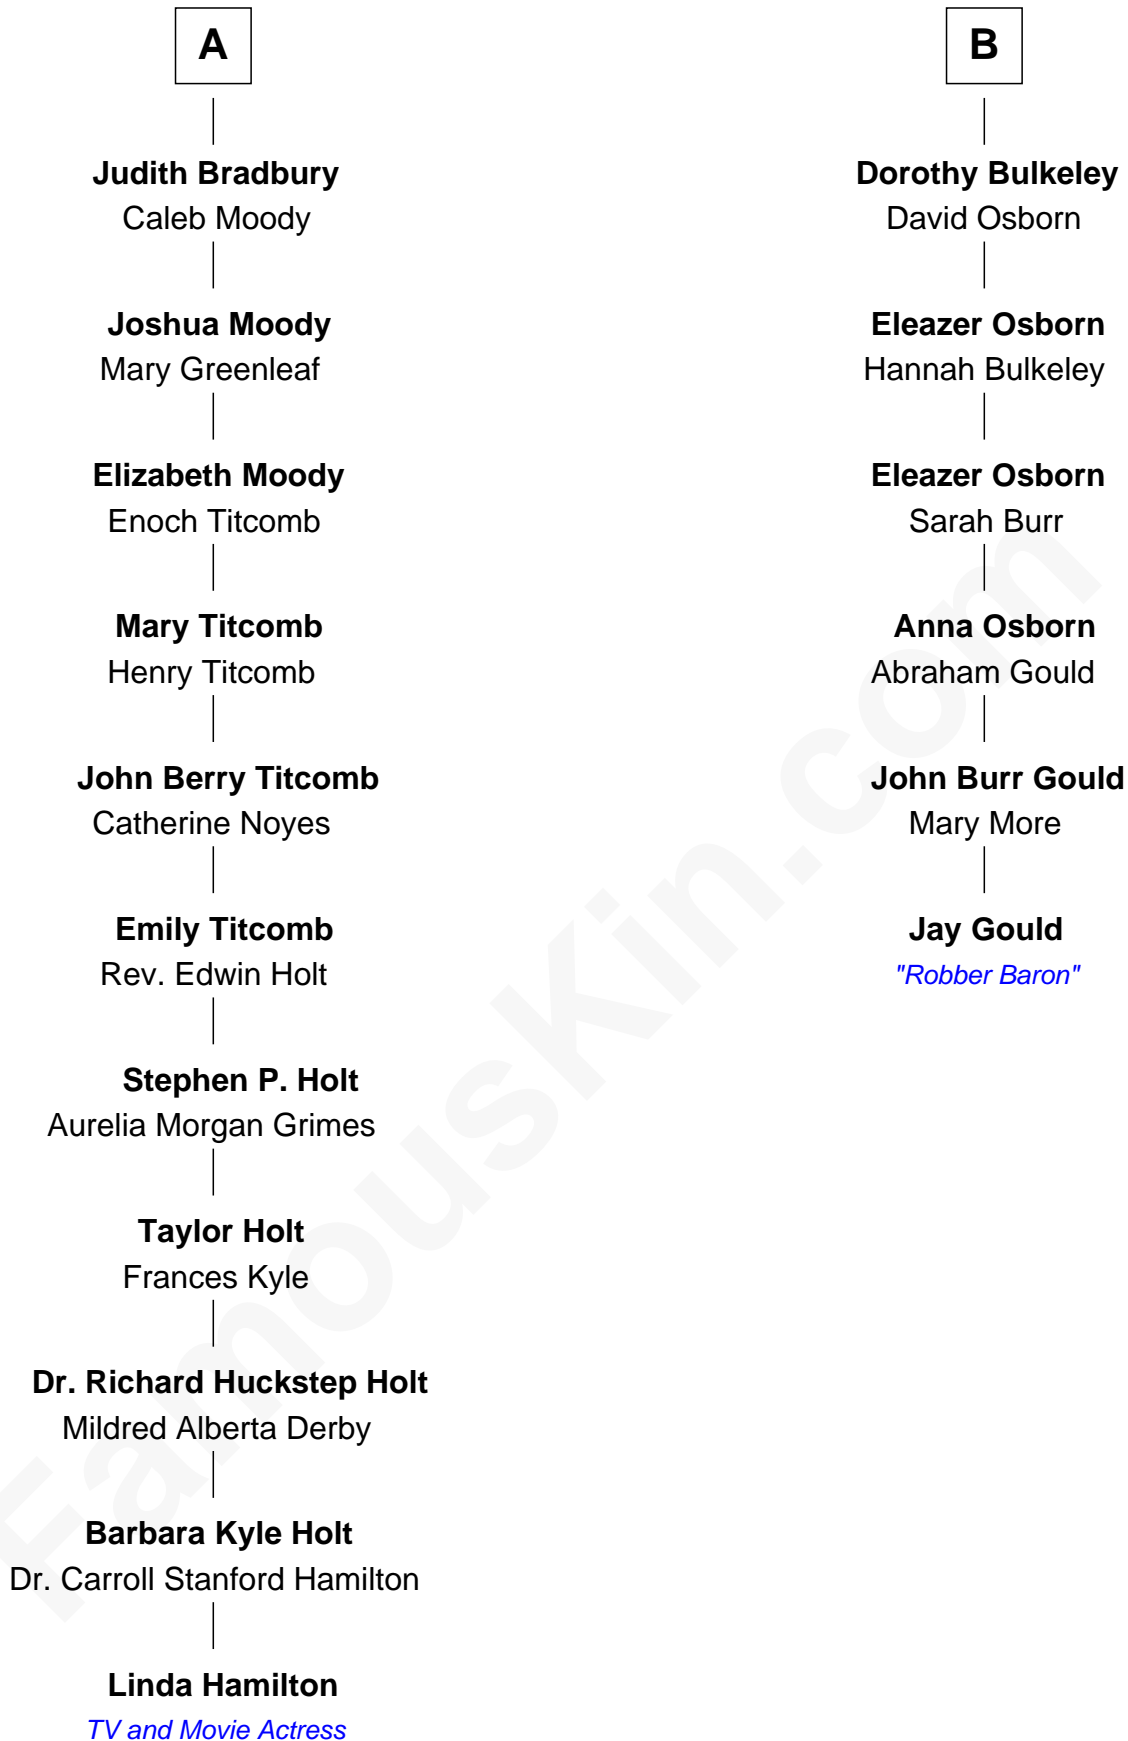 A
Judith Bradbury
Caleb Moody
Joshua Moody
Mary Greenleaf
Elizabeth Moody
Enoch Titcomb
Mary Titcomb
Henry Titcomb
John Berry Titcomb
Catherine Noyes
Emily Titcomb
Rev. Edwin Holt
Stephen P. Holt
Aurelia Morgan Grimes
Taylor Holt
Frances Kyle
Dr. Richard Huckstep Holt
Mildred Alberta Derby
Barbara Kyle Holt
Dr. Carroll Stanford Hamilton
Linda Hamilton
TV and Movie Actress
B
Dorothy Bulkeley
David Osborn
Eleazer Osborn
Hannah Bulkeley
Eleazer Osborn
Sarah Burr
Anna Osborn
Abraham Gould
John Burr Gould
Mary More
Jay Gould
"Robber Baron"
FamousKin.com